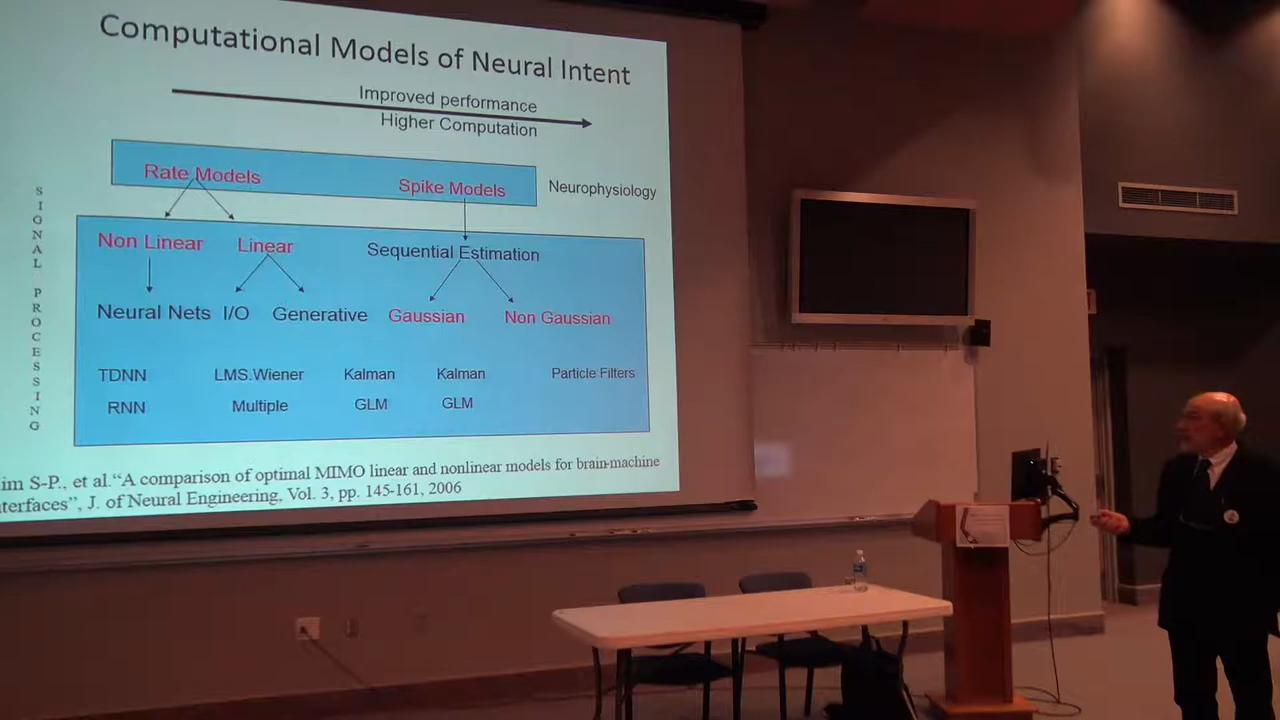 Computational Models of Neural Intent
Improved performance
Higher Computation
Rate Models
Spike Models
Neurophysiology
SIGNAL PROCESSING
Non Linear
Linear
Sequential Estimation
Neural Nets
I/O
Generative
Gaussian
Non Gaussian
TDNN
LMS.Wiener
Kalman
Kalman
Particle Filters
RNN
Multiple
GLM
GLM
im S-P., et al.“A comparison of optimal MIMO linear and nonlinear models for brain-machine
terfaces”, J. of Neural Engineering, Vol. 3, pp. 145-161, 2006